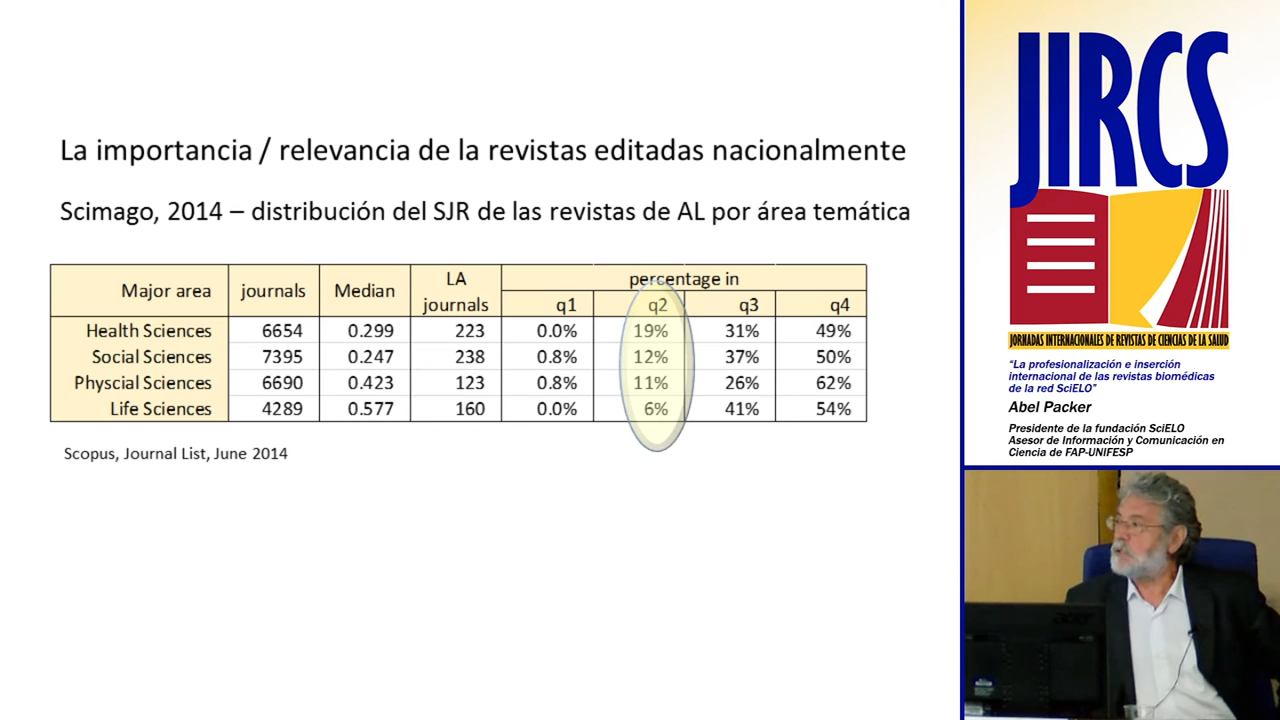 La importancia / relevancia de la revistas editadas nacionalmente
Scimago, 2014 – distribución del SJR de las revistas de AL por área temática
Major area journals Median LA journals percentage in
q1 q2 q3 q4
Health Sciences 6654 0.299 223 0.0% 19% 31% 49%
Social Sciences 7395 0.247 238 0.8% 12% 37% 50%
Physcial Sciences 6690 0.423 123 0.8% 11% 26% 62%
Life Sciences 4289 0.577 160 0.0% 6% 41% 54%
Scopus, Journal List, June 2014
JIRCS
JORNADAS INTERNACIONALES DE REVISTAS DE CIENCIAS DE LA SALUD
“La profesionalización e inserción
internacional de las revistas biomédicas
de la red SciELO”
Abel Packer
Presidente de la fundación SciELO
Asesor de Información y Comunicación en
Ciencia de FAP-UNIFESP
acer